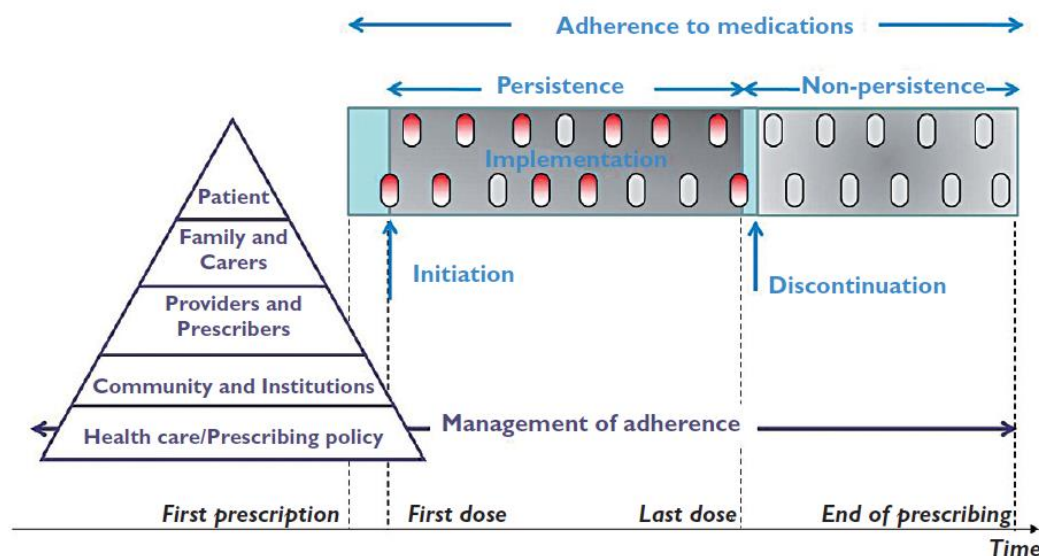 Adherence to medications
Persistence
Non-persistence
Implementation
Patient
Family and
Carers
Initiation
Discontinuation
Providers and
Prescribers
Community and Institutions
Management of adherence
Health care/Prescribing policy
First prescription
First dose
Last dose
End of prescribing
Time